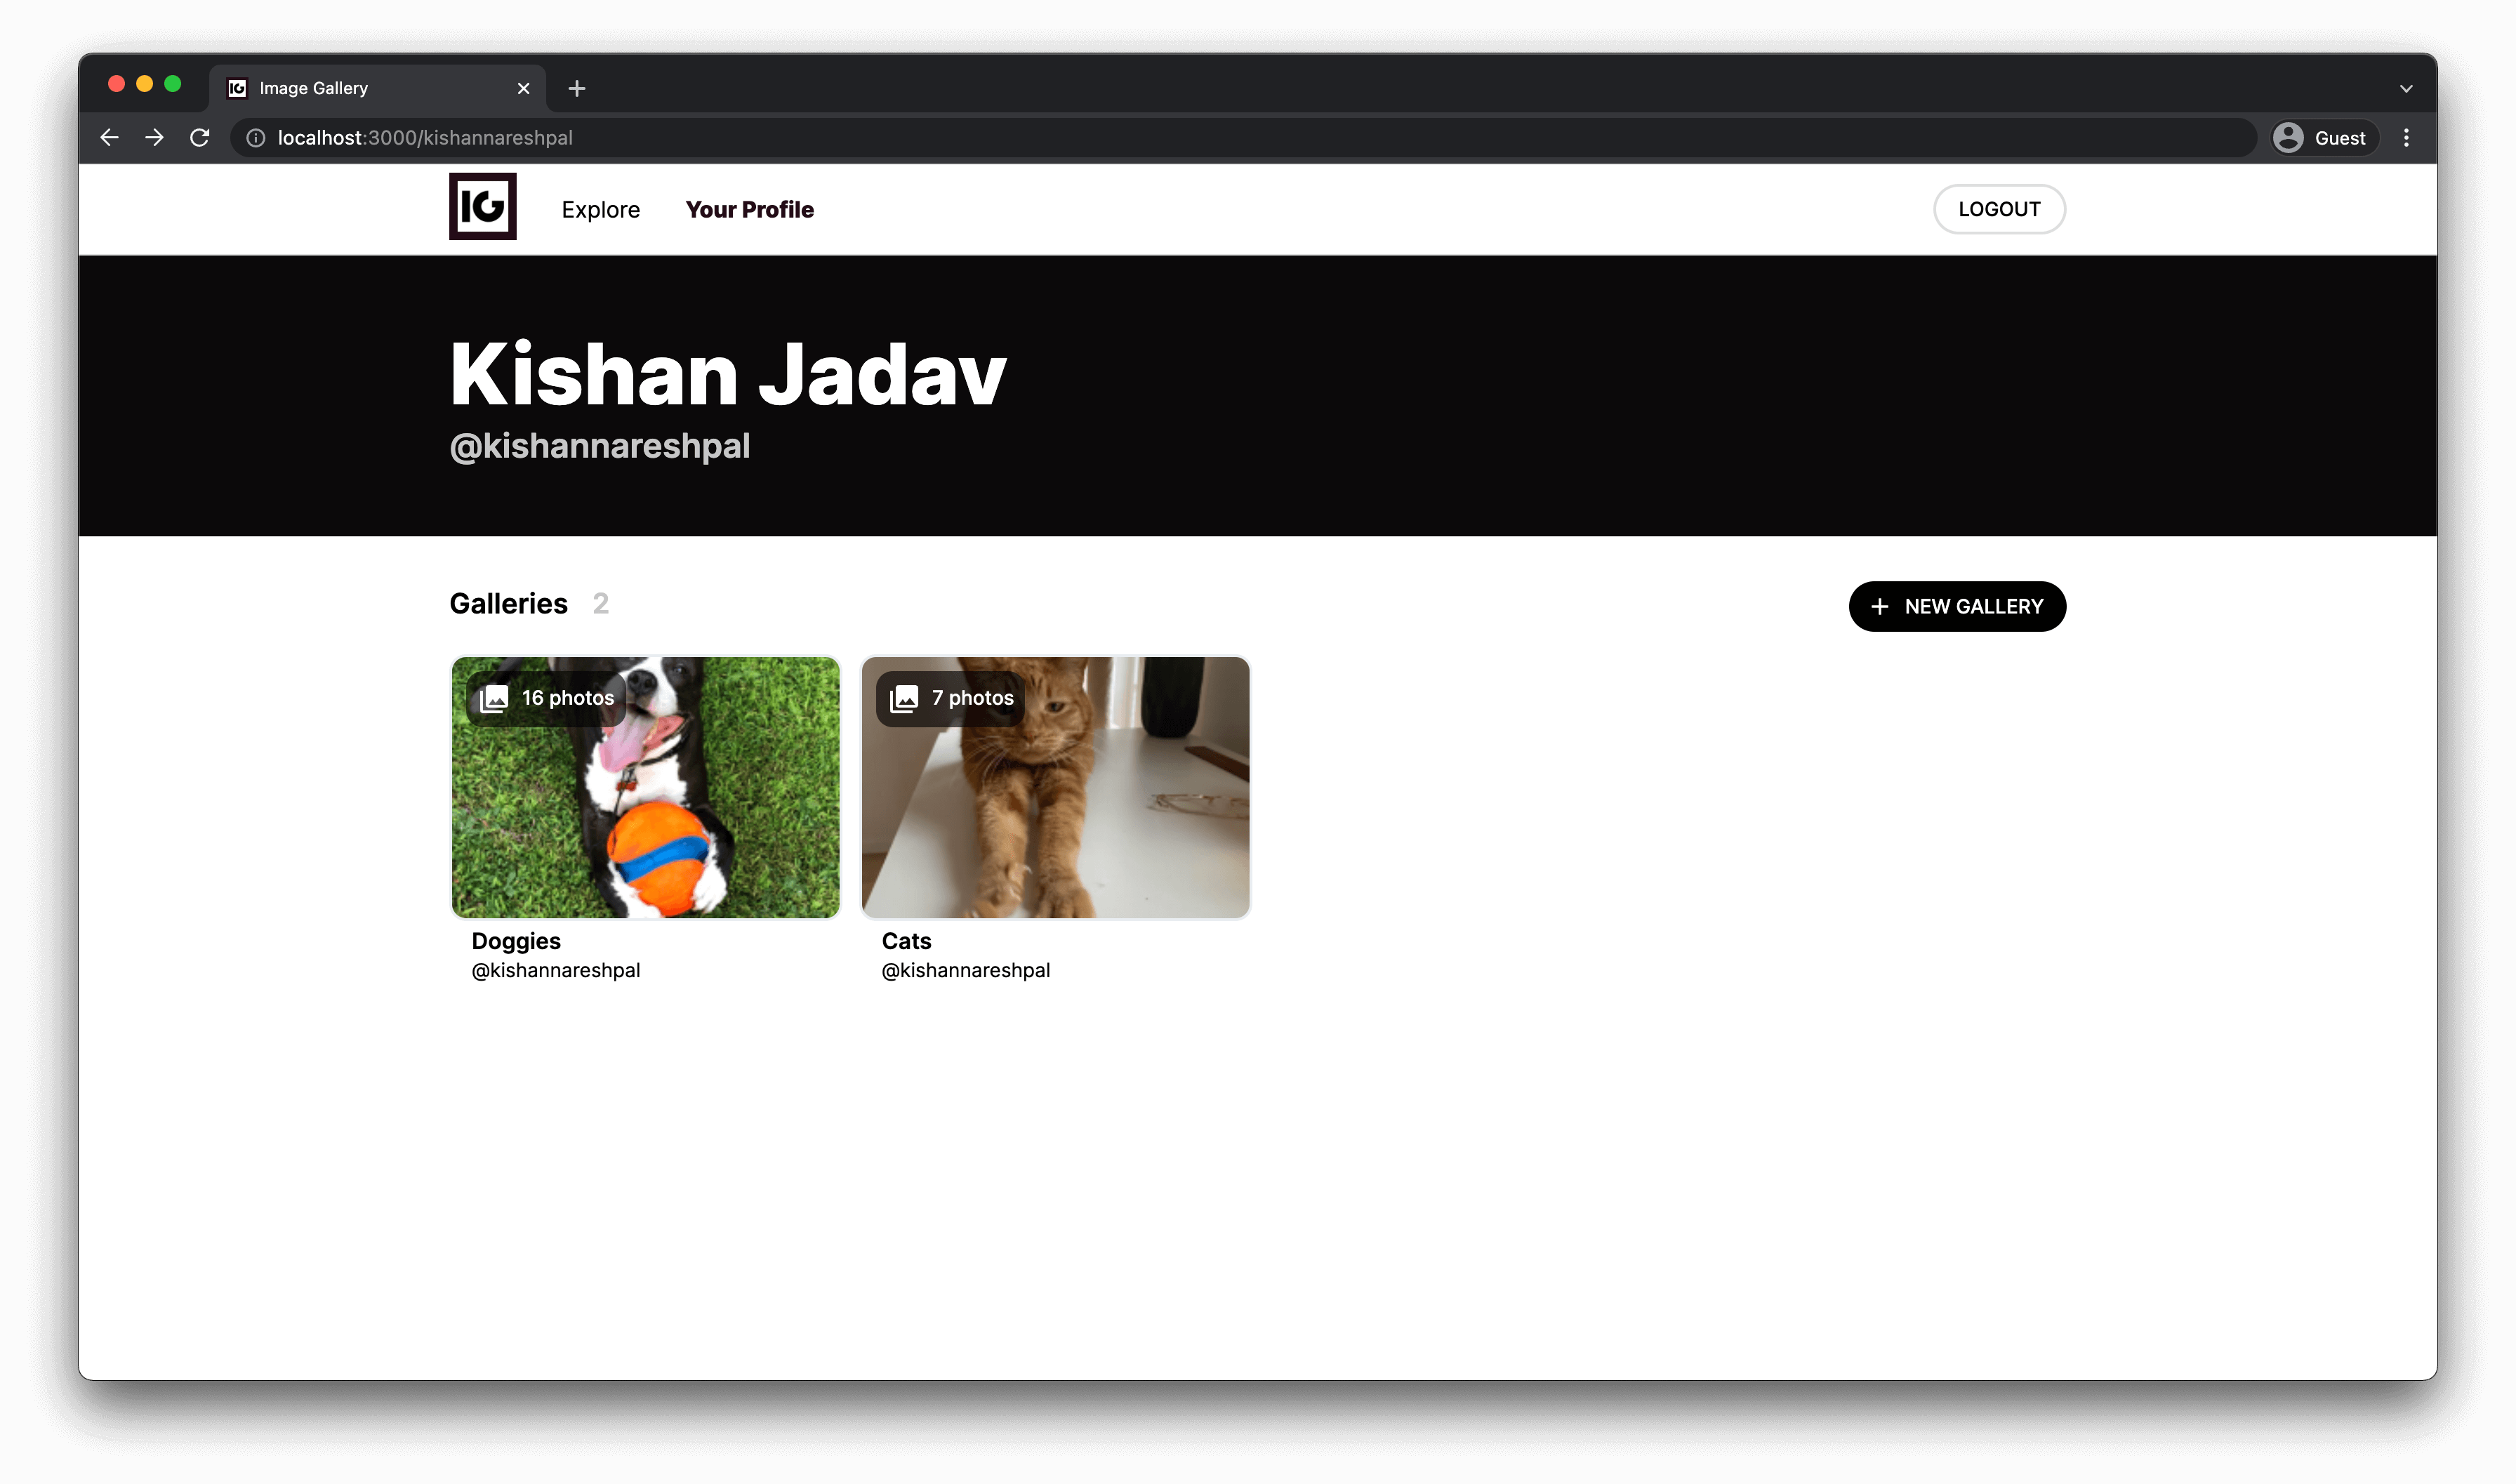 IG Image Gallery
localhost:3000/kishannareshpal
Guest
IG Explore Your Profile LOGOUT
Kishan Jadav
@kishannareshpal
Galleries 2 NEW GALLERY
16 photos
7 photos
Doggies
@kishannareshpal
Cats
@kishannareshpal